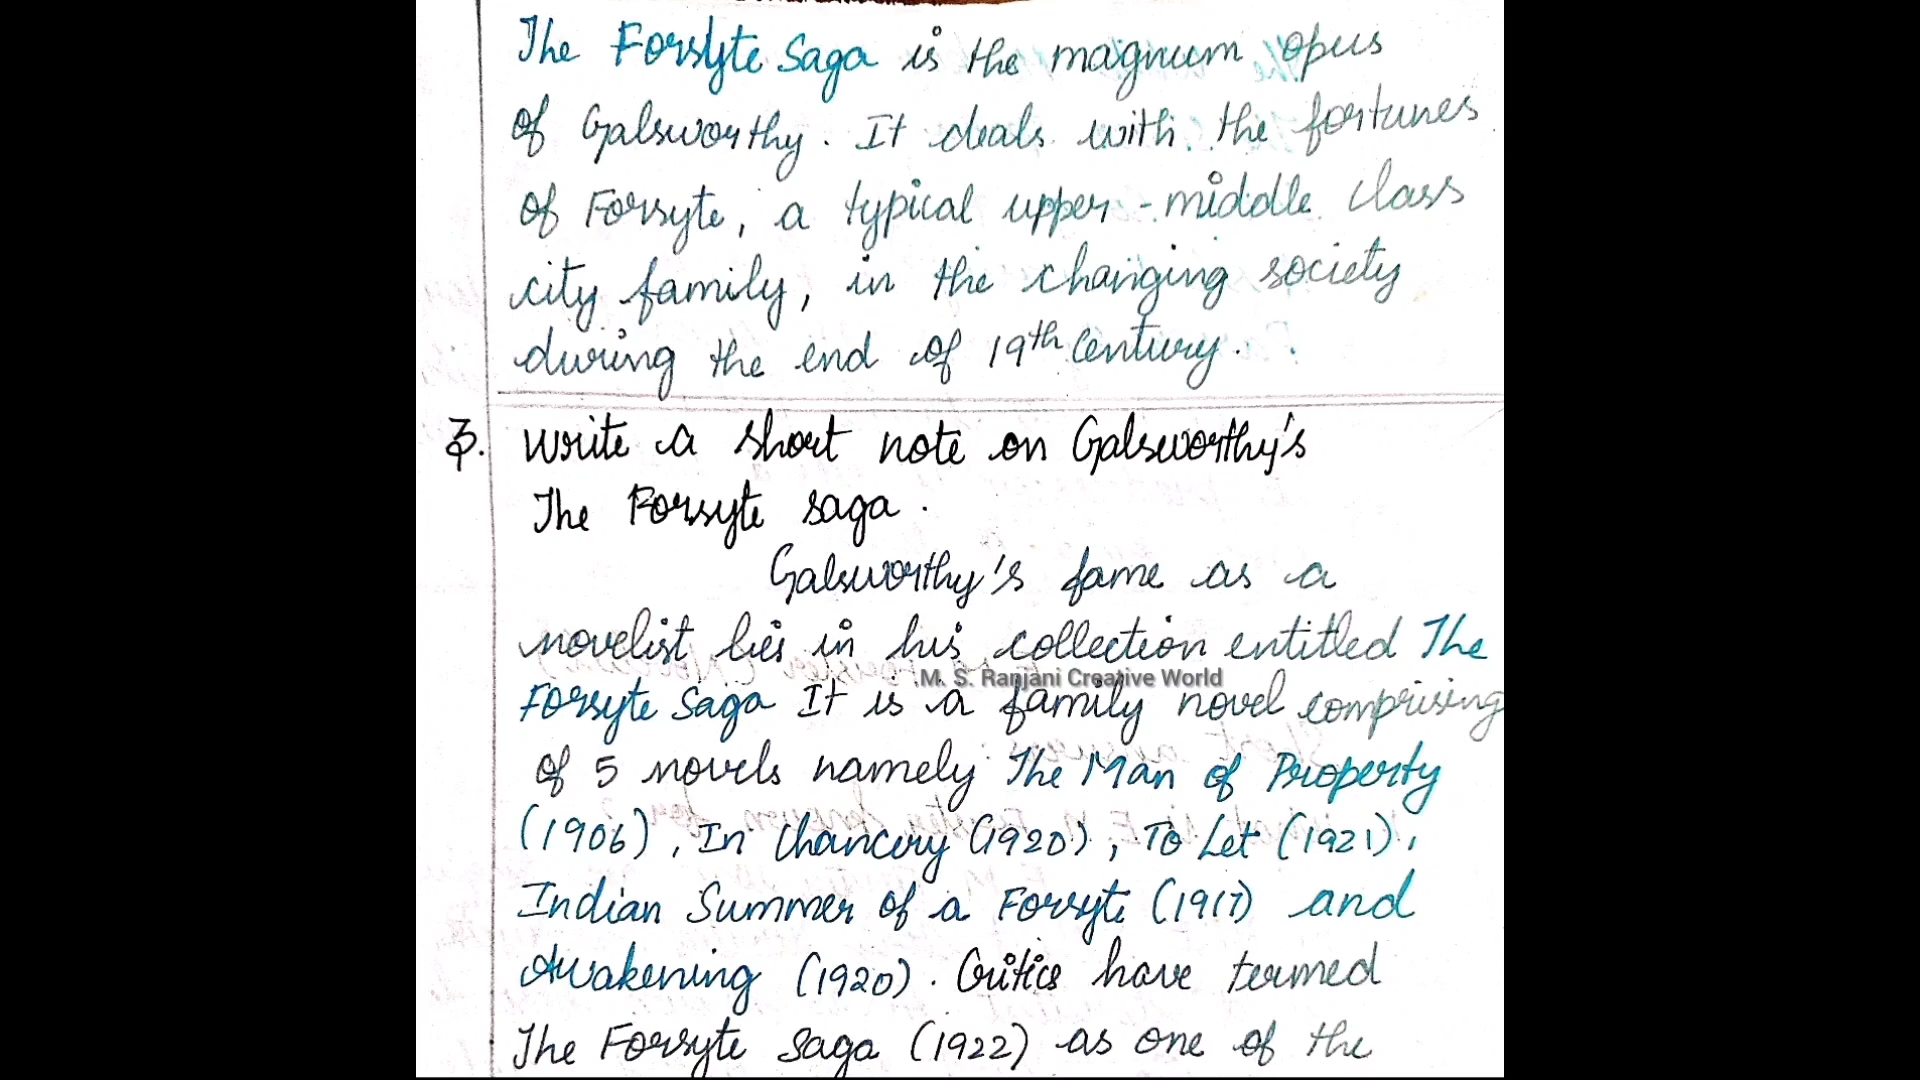 The Forsyte Saga is the magnum opus
of Galsworthy. It deals with the fortunes
of Forsyte, a typical upper-middle class
city family, in the changing society
during the end of 19th Century.
3. Write a short note on Galsworthy's
The Forsyte saga.
Galsworthy's fame as a
novelist lies in his collection entitled The
M. S. Ranjani Creative World
Forsyte Saga It is a family novel comprising
of 5 novels namely The Man of Property
(1906), In Chancery (1920), To Let (1921),
Indian Summer of a Forsyte (1917) and
Awakening (1920). Critics have termed
The Forsyte Saga (1922) as one of the